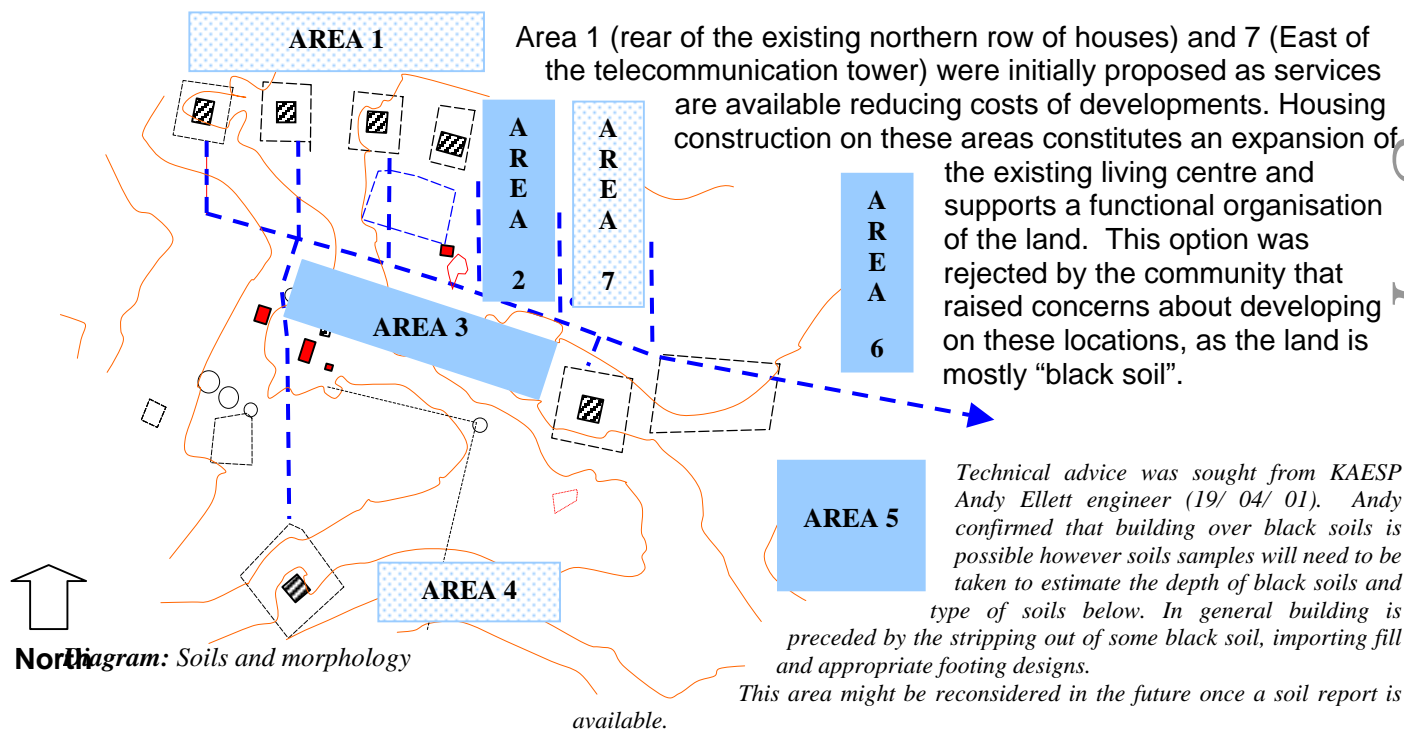 AREA 1
Area 1 (rear of the existing northern row of houses) and 7 (East of
the telecommunication tower) were initially proposed as services
are available reducing costs of developments. Housing
construction on these areas constitutes an expansion of
the existing living centre and
supports a functional organisation
of the land. This option was
rejected by the community that
raised concerns about developing
on these locations, as the land is
mostly “black soil”.
A
R
E
A
2
A
R
E
A
7
A
R
E
A
6
AREA 3
AREA 5
AREA 4
Technical advice was sought from KAESP
Andy Ellett engineer (19/ 04/ 01). Andy
confirmed that building over black soils is
possible however soils samples will need to be
taken to estimate the depth of black soils and
type of soils below. In general building is
preceded by the stripping out of some black soil, importing fill
and appropriate footing designs.
This area might be reconsidered in the future once a soil report is
available.
North
Diagram: Soils and morphology